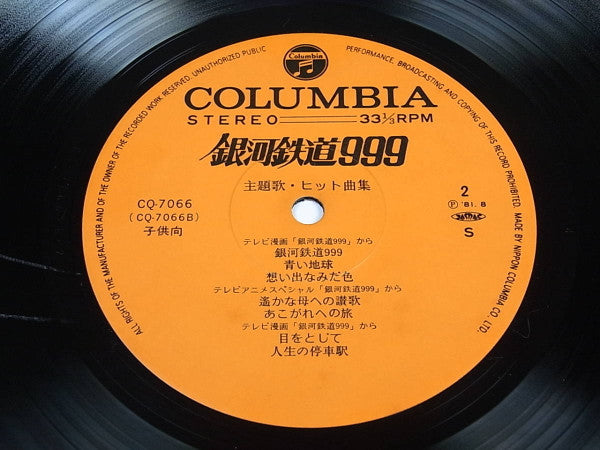 ALL RIGHTS OF THE MANUFACTURER AND OF THE OWNER OF THE RECORDED WORK RESERVED. UNAUTHORIZED PUBLIC PERFORMANCE, BROADCASTING AND COPYING OF THIS RECORD PROHIBITED. MADE BY NIPPON COLUMBIA CO., LTD.
Columbia
COLUMBIA
STEREO 33⅓RPM
銀河鉄道999
主題歌・ヒット曲集
CQ-7066
(CQ-7066B)
子供向
2
Ⓟ '81. 8
S
テレビ漫画「銀河鉄道999」から
銀河鉄道999
青い地球
想い出なみだ色
テレビアニメスペシャル「銀河鉄道999」から
遙かな母への讃歌
あこがれへの旅
テレビ漫画「銀河鉄道999」から
目をとじて
人生の停車駅